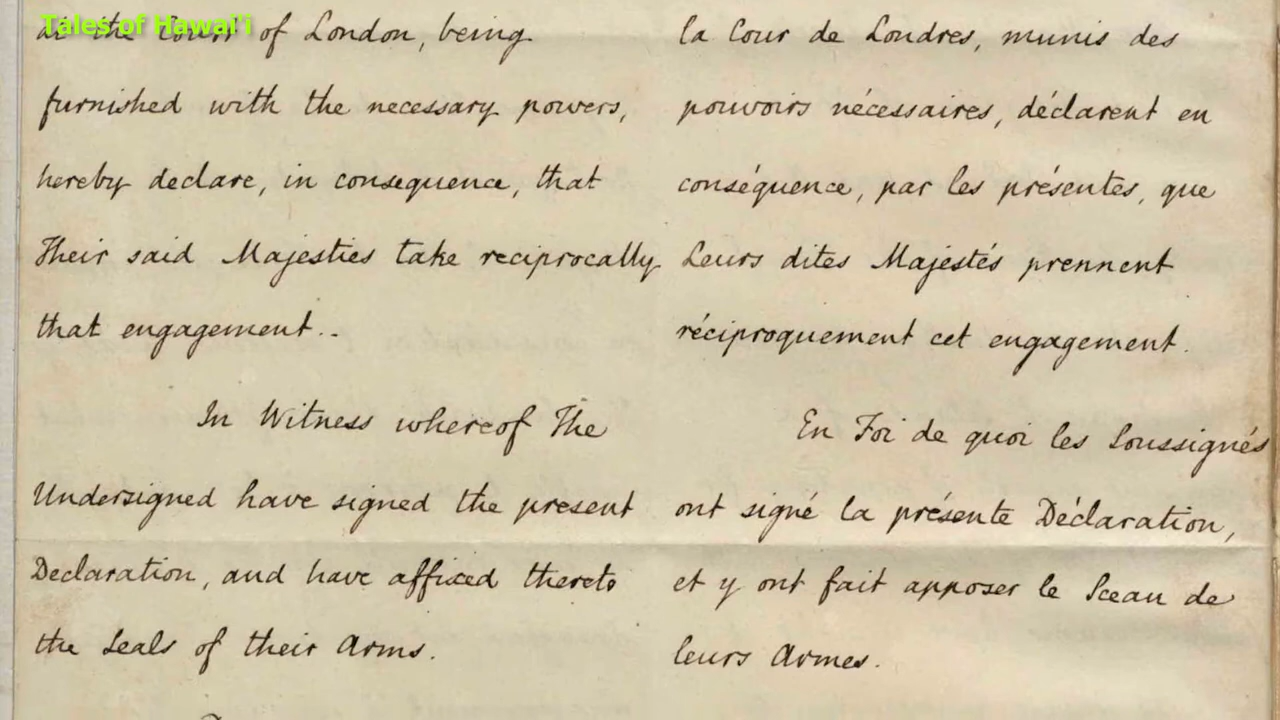 Tales of Hawai'i
at the Court of London, being
furnished with the necessary powers,
hereby declare, in consequence, that
Their said Majesties take reciprocally
that engagement..
In Witness whereof The
Undersigned have signed the present
Declaration, and have affixed thereto
the Seals of their Arms.
la Cour de Londres, munis des
pouvoirs nécessaires, déclarent en
conséquence, par les présentes, que
Leurs dites Majestés prennent
réciproquement cet engagement.
En Foi de quoi les Soussignés
ont signé la présente Déclaration,
et y ont fait apposer le Sceau de
leurs Armes.